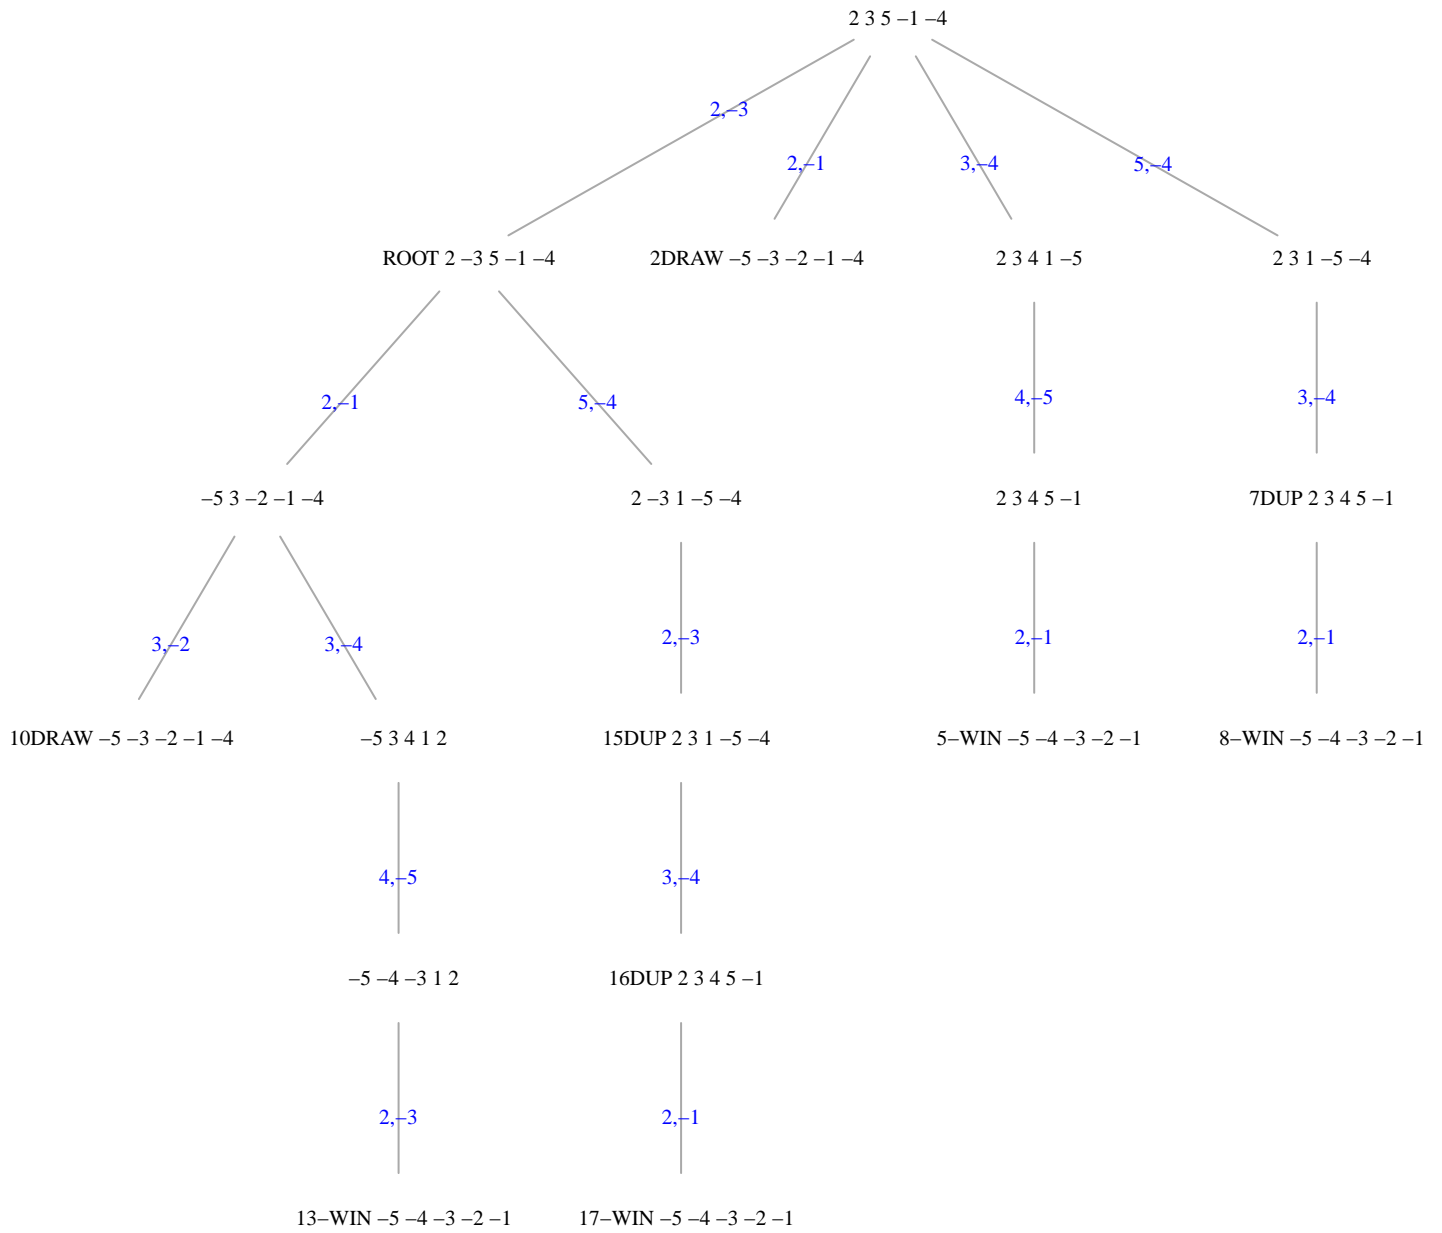 2 3 5 –1 –4
2,–3
2,–1
3,–4
5,–4
ROOT 2 –3 5 –1 –4
2DRAW –5 –3 –2 –1 –4
2 3 4 1 –5
2 3 1 –5 –4
2,–1
5,–4
4,–5
3,–4
–5 3 –2 –1 –4
2 –3 1 –5 –4
2 3 4 5 –1
7DUP 2 3 4 5 –1
3,–2
3,–4
2,–3
2,–1
2,–1
10DRAW –5 –3 –2 –1 –4
–5 3 4 1 2
15DUP 2 3 1 –5 –4
5–WIN –5 –4 –3 –2 –1
8–WIN –5 –4 –3 –2 –1
4,–5
3,–4
–5 –4 –3 1 2
16DUP 2 3 4 5 –1
2,–3
2,–1
13–WIN –5 –4 –3 –2 –1
17–WIN –5 –4 –3 –2 –1